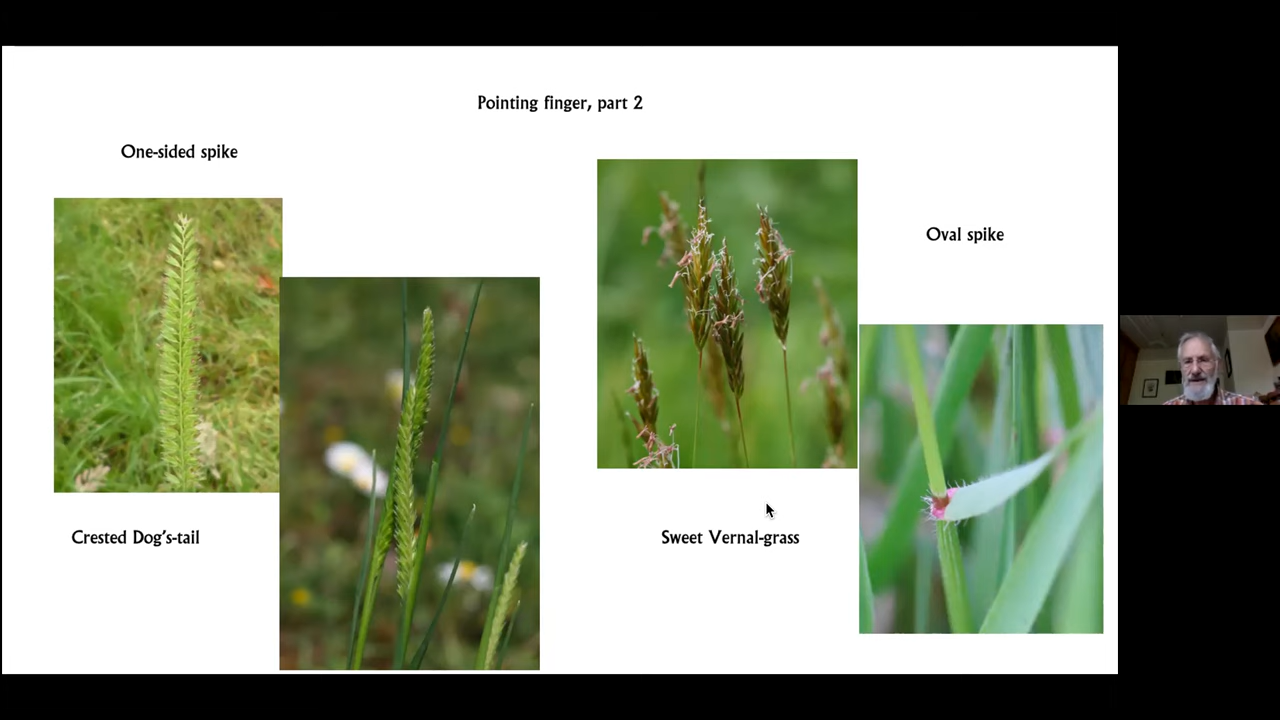 Pointing finger, part 2
One-sided spike
Oval spike
Crested Dog's-tail
Sweet Vernal-grass